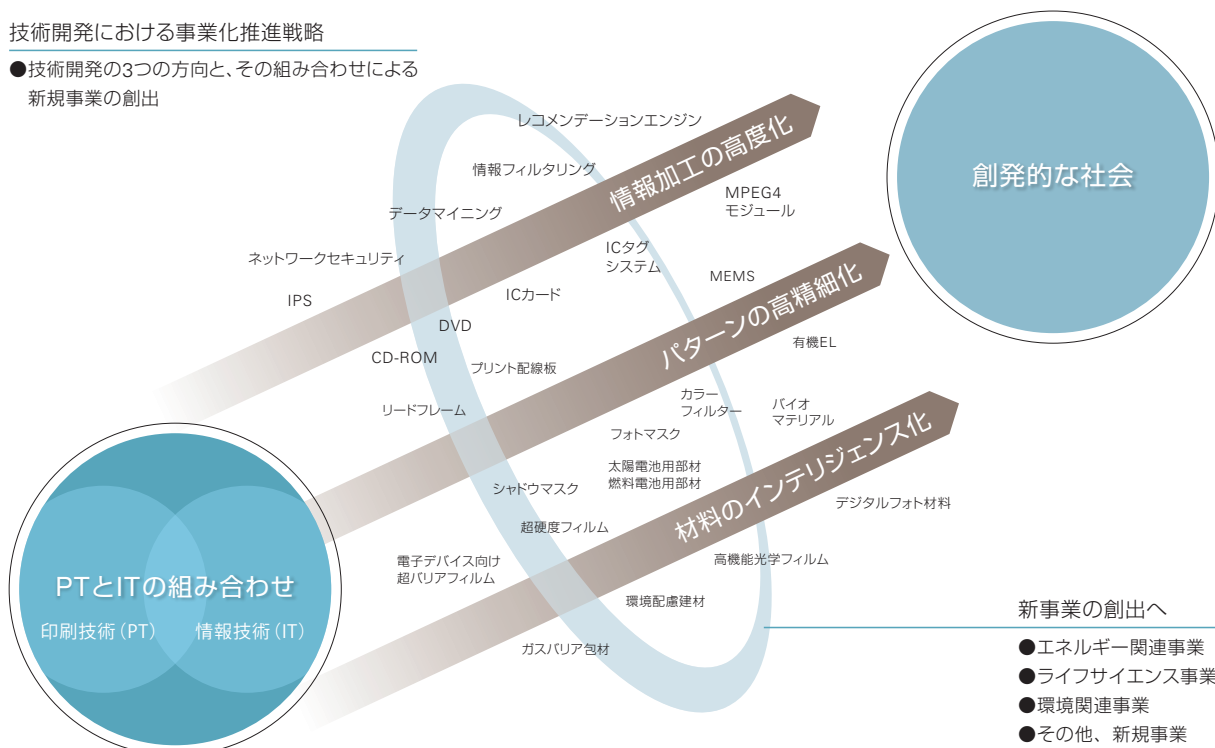 技術開発における事業化推進戦略
●技術開発の3つの方向と、その組み合わせによる
新規事業の創出
レコメンデーションエンジン
情報フィルタリング
データマイニング
ネットワークセキュリティ
IPS
情報加工の高度化
MPEG4
モジュール
ICタグ
システム
ICカード
MEMS
DVD
CD-ROM
プリント配線板
リードフレーム
パターンの高精細化
有機EL
カラー
フィルター
バイオ
マテリアル
フォトマスク
太陽電池用部材
燃料電池用部材
シャドウマスク
超硬度フィルム
電子デバイス向け
超バリアフィルム
材料のインテリジェンス化
デジタルフォト材料
高機能光学フィルム
環境配慮建材
ガスバリア包材
創発的な社会
PTとITの組み合わせ
印刷技術（PT）
情報技術（IT）
新事業の創出へ
●エネルギー関連事業
●ライフサイエンス事業
●環境関連事業
●その他、新規事業